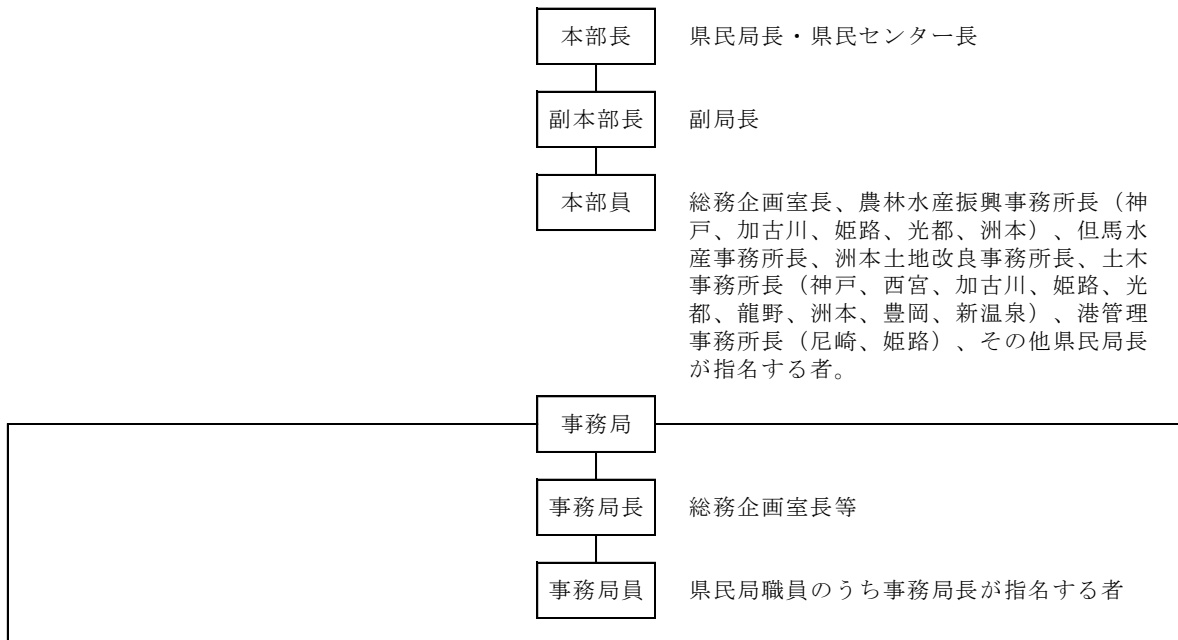 本部長 県民局長・県民センター長
副本部長 副局長
本部員 総務企画室長、農林水産振興事務所長（神
戸、加古川、姫路、光都、洲本）、但馬水
産事務所長、洲本土地改良事務所長、土木
事務所長（神戸、西宮、加古川、姫路、光
都、龍野、洲本、豊岡、新温泉）、港管理
事務所長（尼崎、姫路）、その他県民局長
が指名する者。
事務局
事務局長 総務企画室長等
事務局員 県民局職員のうち事務局長が指名する者